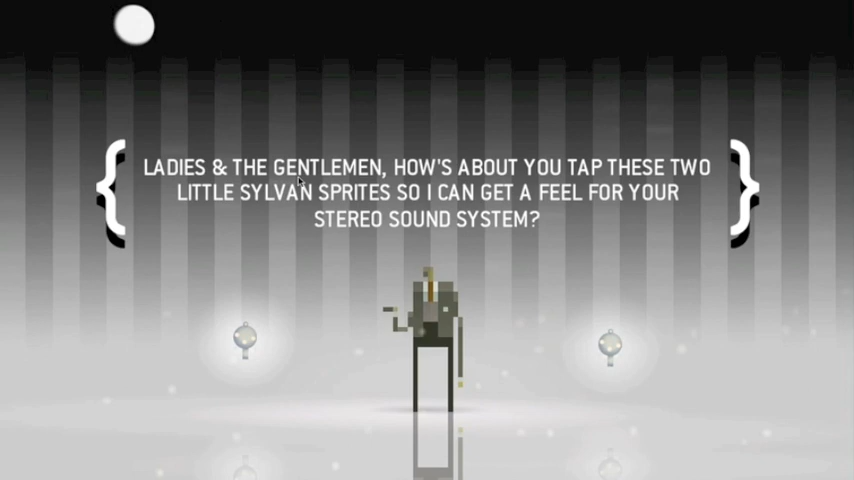 LADIES & THE GENTLEMEN, HOW'S ABOUT YOU TAP THESE TWO
LITTLE SYLVAN SPRITES SO I CAN GET A FEEL FOR YOUR
STEREO SOUND SYSTEM?